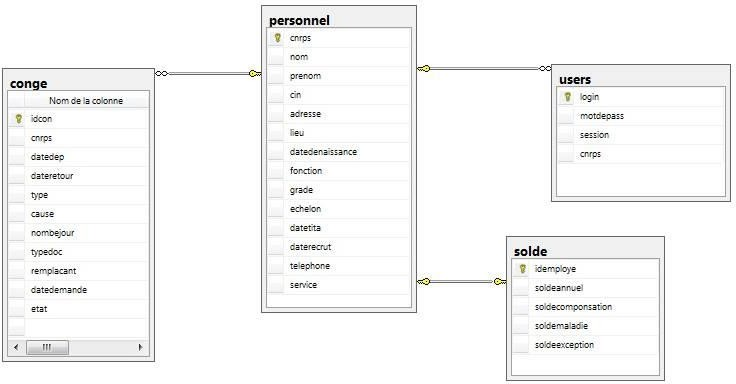 conge
Nom de la colonne
idcon
cnrps
datedep
dateretour
type
cause
nombejour
typedoc
remplacant
datedemande
etat
personnel
cnrps
nom
prenom
cin
adresse
lieu
datedenaissance
fonction
grade
echelon
datetita
daterecrut
telephone
service
users
login
motdepass
session
cnrps
solde
idemploye
soldeannuel
soldecomponsation
soldemaladie
soldeexception